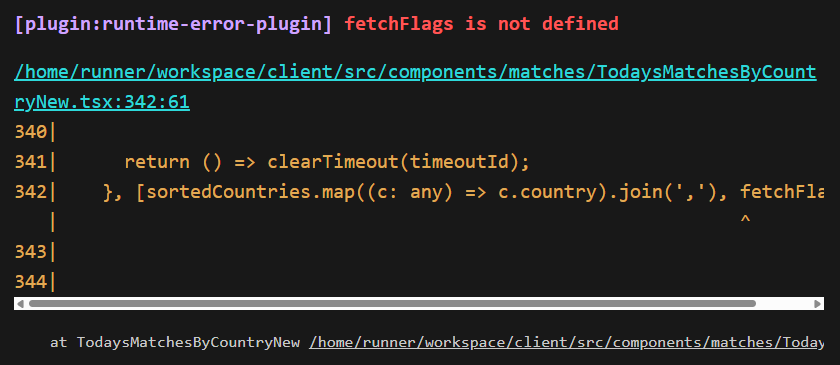 [plugin:runtime-error-plugin] fetchFlags is not defined
/home/runner/workspace/client/src/components/matches/TodaysMatchesByCount
ryNew.tsx:342:61
340|
341|      return () => clearTimeout(timeoutId);
342|    }, [sortedCountries.map((c: any) => c.country).join(','), fetchFla
   |                                                              ^
343|
344|
at TodaysMatchesByCountryNew /home/runner/workspace/client/src/components/matches/Today